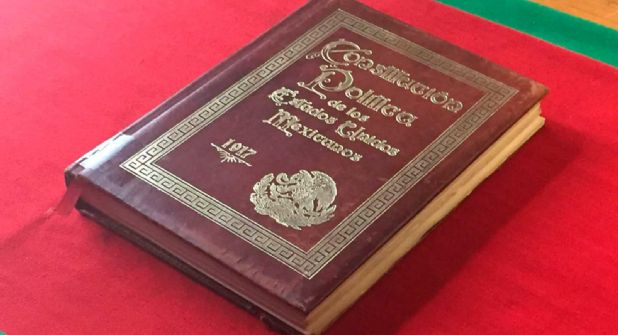 Constitución
Política
de los
Estados Unidos
Mexicanos
1917